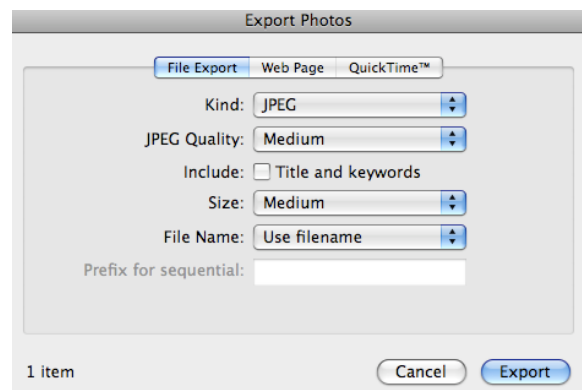 Export Photos
File Export Web Page QuickTime™
Kind: JPEG
JPEG Quality: Medium
Include: Title and keywords
Size: Medium
File Name: Use filename
Prefix for sequential:
1 item Cancel Export